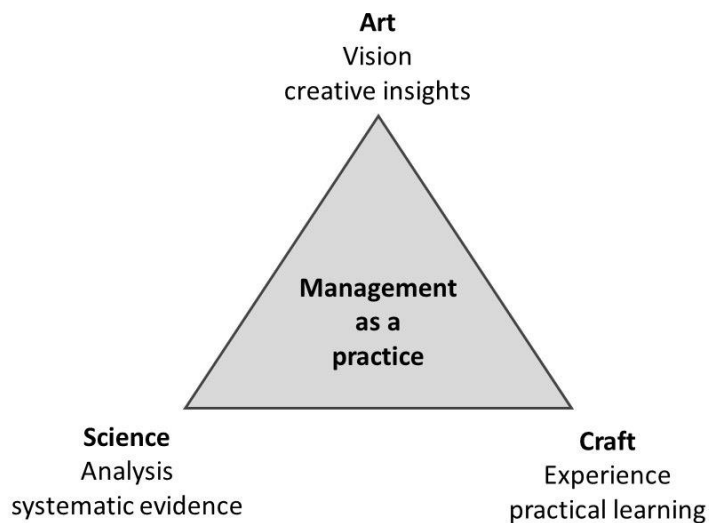 Art
Vision
creative insights
Management
as a
practice
Science
Analysis
systematic evidence
Craft
Experience
practical learning